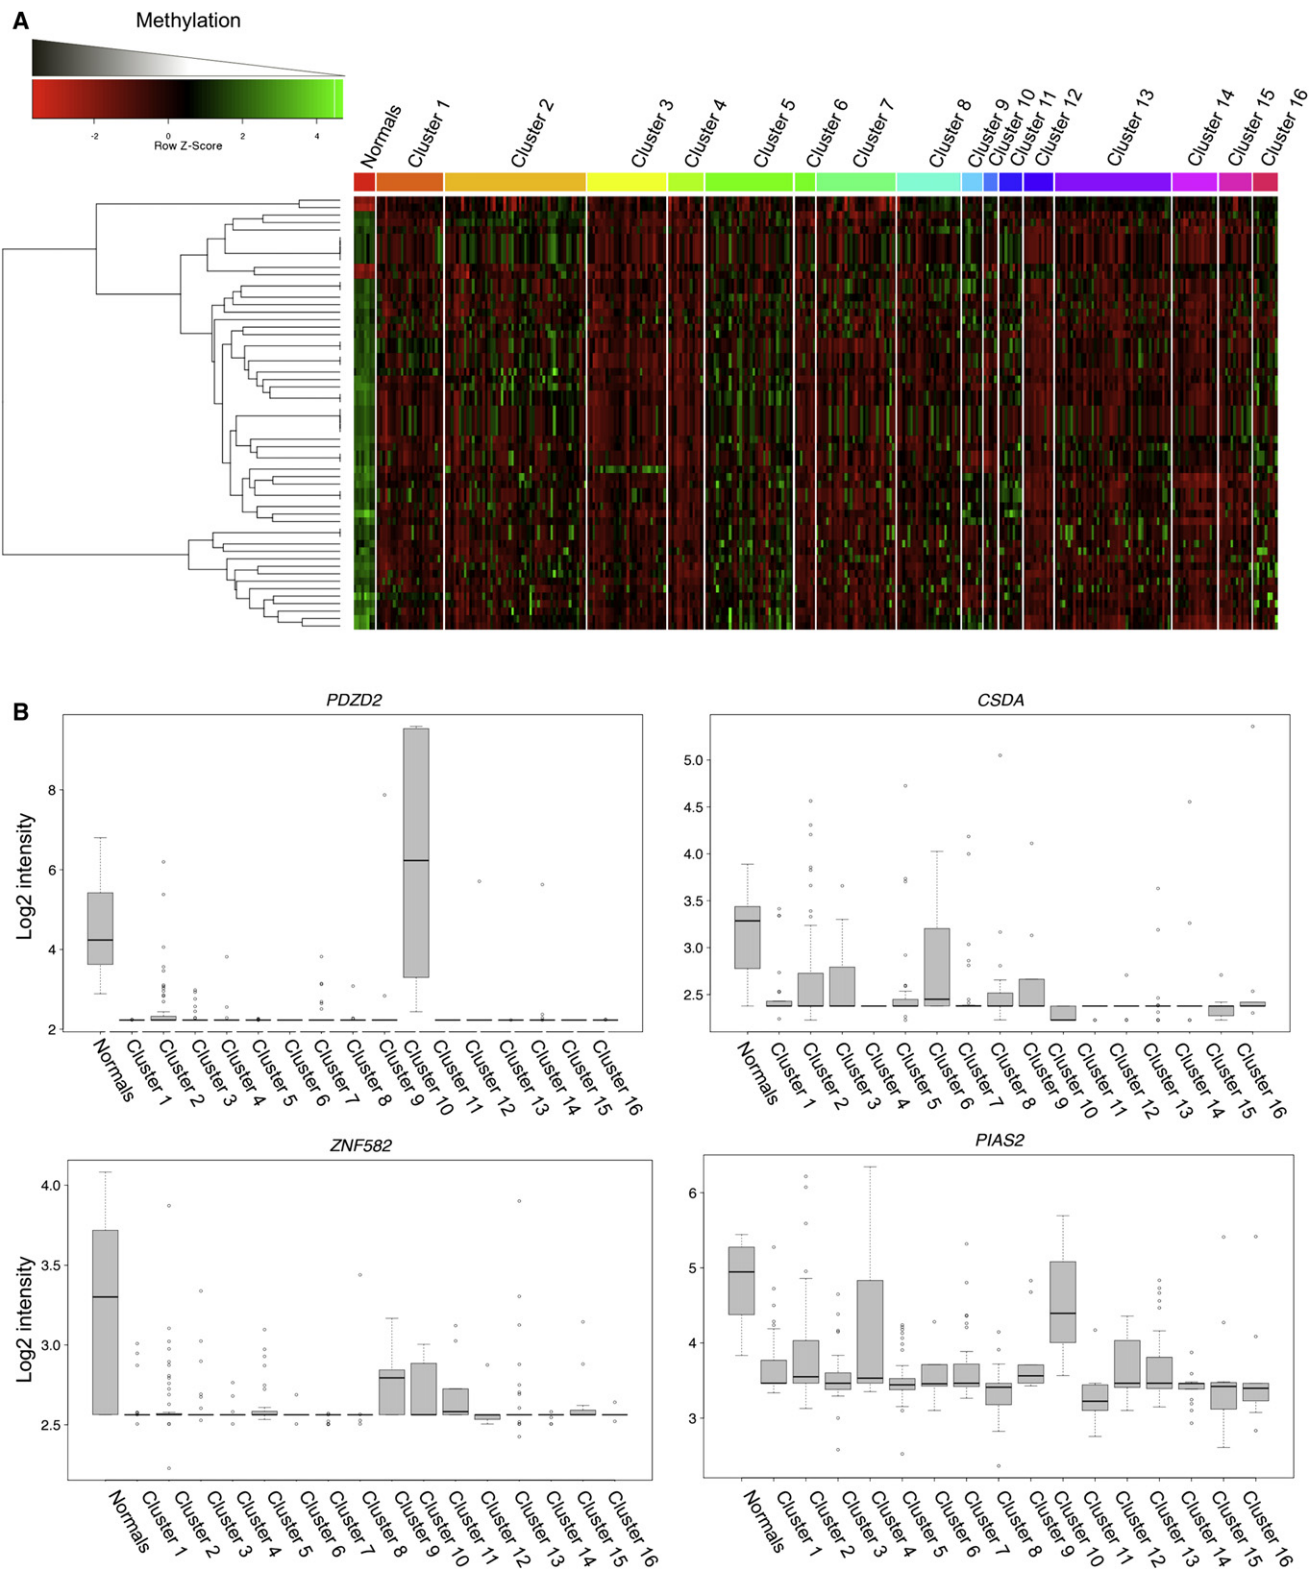 A
Methylation
-2 0 2 4
Row Z-Score
Normals
Cluster 1
Cluster 2
Cluster 3
Cluster 4
Cluster 5
Cluster 6
Cluster 7
Cluster 8
Cluster 9
Cluster 10
Cluster 11
Cluster 12
Cluster 13
Cluster 14
Cluster 15
Cluster 16
B
PDZD2
Log2 intensity
8
6
4
2
Normals
Cluster 1
Cluster 2
Cluster 3
Cluster 4
Cluster 5
Cluster 6
Cluster 7
Cluster 8
Cluster 9
Cluster 10
Cluster 11
Cluster 12
Cluster 13
Cluster 14
Cluster 15
Cluster 16
CSDA
5.0
4.5
4.0
3.5
3.0
2.5
Normals
Cluster 1
Cluster 2
Cluster 3
Cluster 4
Cluster 5
Cluster 6
Cluster 7
Cluster 8
Cluster 9
Cluster 10
Cluster 11
Cluster 12
Cluster 13
Cluster 14
Cluster 15
Cluster 16
ZNF582
Log2 intensity
4.0
3.5
3.0
2.5
Normals
Cluster 1
Cluster 2
Cluster 3
Cluster 4
Cluster 5
Cluster 6
Cluster 7
Cluster 8
Cluster 9
Cluster 10
Cluster 11
Cluster 12
Cluster 13
Cluster 14
Cluster 15
Cluster 16
PIAS2
6
5
4
3
Normals
Cluster 1
Cluster 2
Cluster 3
Cluster 4
Cluster 5
Cluster 6
Cluster 7
Cluster 8
Cluster 9
Cluster 10
Cluster 11
Cluster 12
Cluster 13
Cluster 14
Cluster 15
Cluster 16